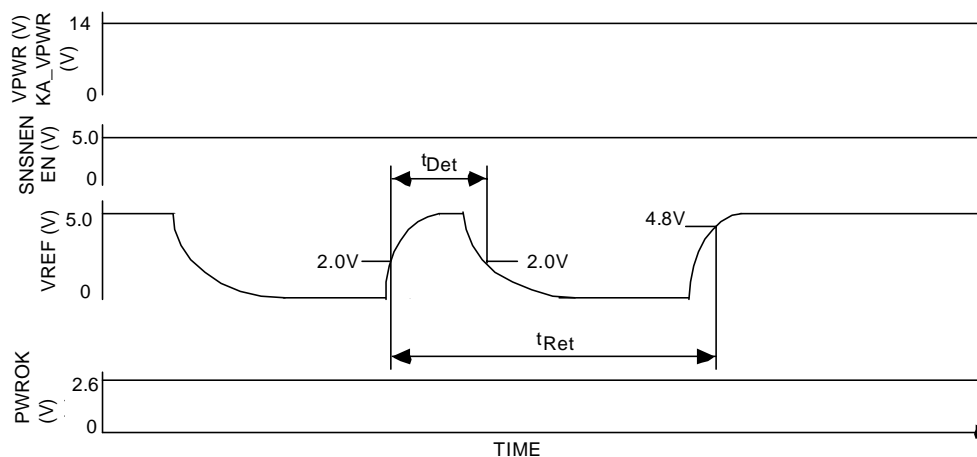 VPWR (V)
KA_VPWR
(V)
14
0
SNSNEN
EN (V)
5.0
0
tDet
VREF (V)
5.0
0
2.0V
2.0V
4.8V
tRet
PWROK
(V)
2.6
0
TIME